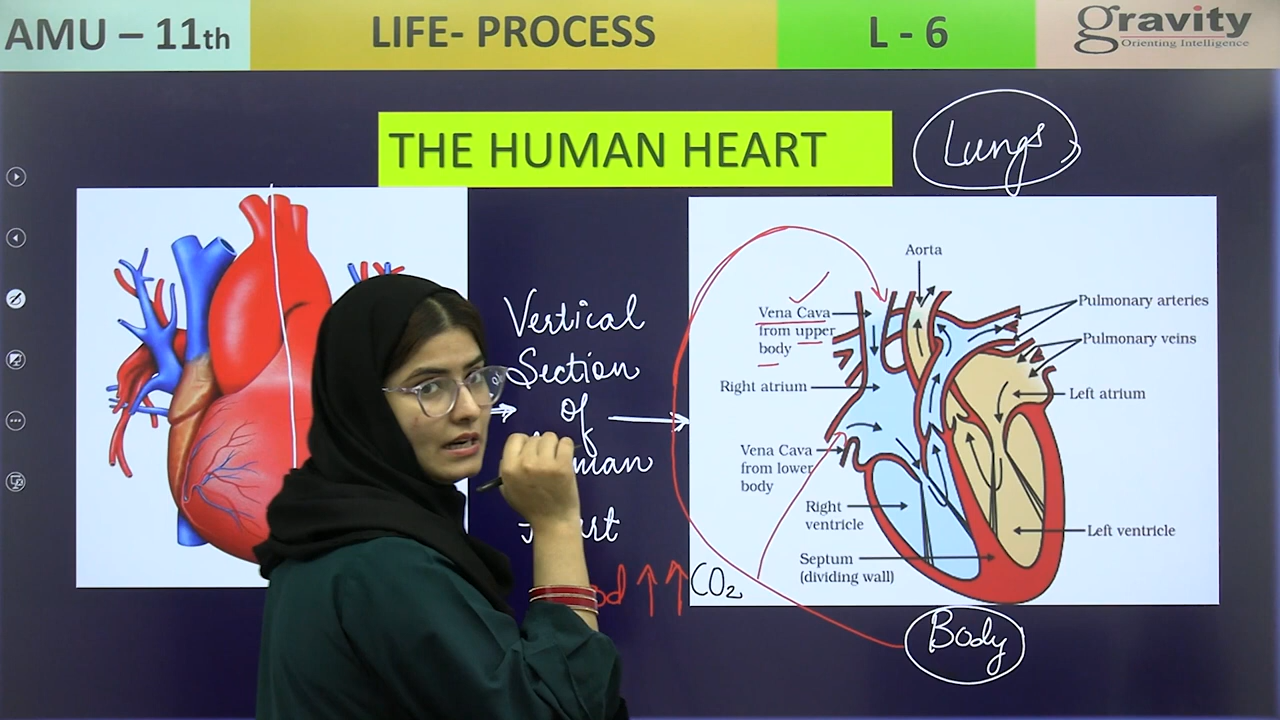 AMU – 11th
LIFE- PROCESS
L - 6
gravity
Orienting Intelligence
THE HUMAN HEART
Lungs
Vertical
Section
of
Aorta
Vena Cava
from upper
body
Right atrium
Vena Cava
from lower
body
Right
ventricle
Septum
(dividing wall)
Pulmonary arteries
Pulmonary veins
Left atrium
Left ventricle
CO₂
Body